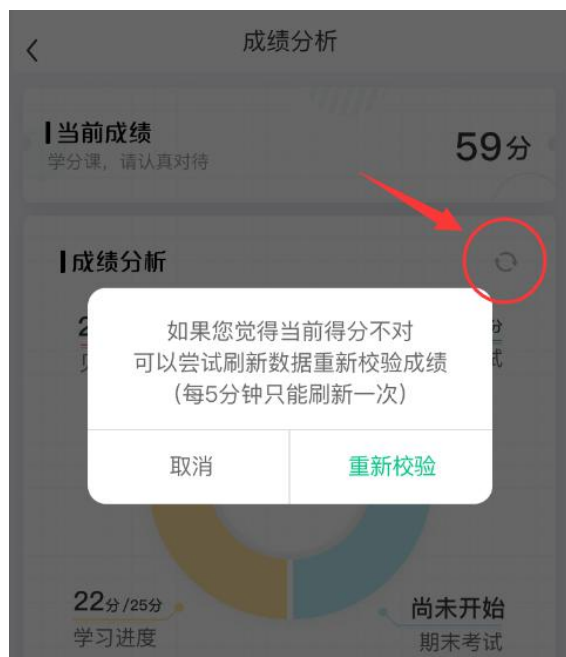 成绩分析
当前成绩
59分
学分课，请认真对待
成绩分析
如果您觉得当前得分不对
可以尝试刷新数据重新校验成绩
（每5分钟只能刷新一次）
取消
重新校验
22分/25分
学习进度
尚未开始
期末考试